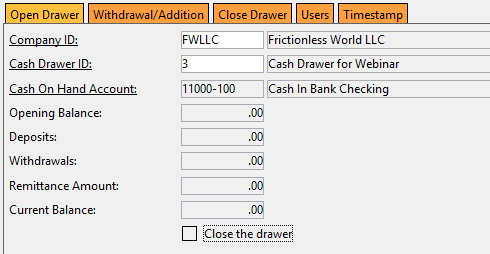 Open Drawer Withdrawal/Addition Close Drawer Users Timestamp
Company ID: FWLLC Frictionless World LLC
Cash Drawer ID: 3 Cash Drawer for Webinar
Cash On Hand Account: 11000-100 Cash In Bank Checking
Opening Balance: .00
Deposits: .00
Withdrawals: .00
Remittance Amount: .00
Current Balance: .00
Close the drawer